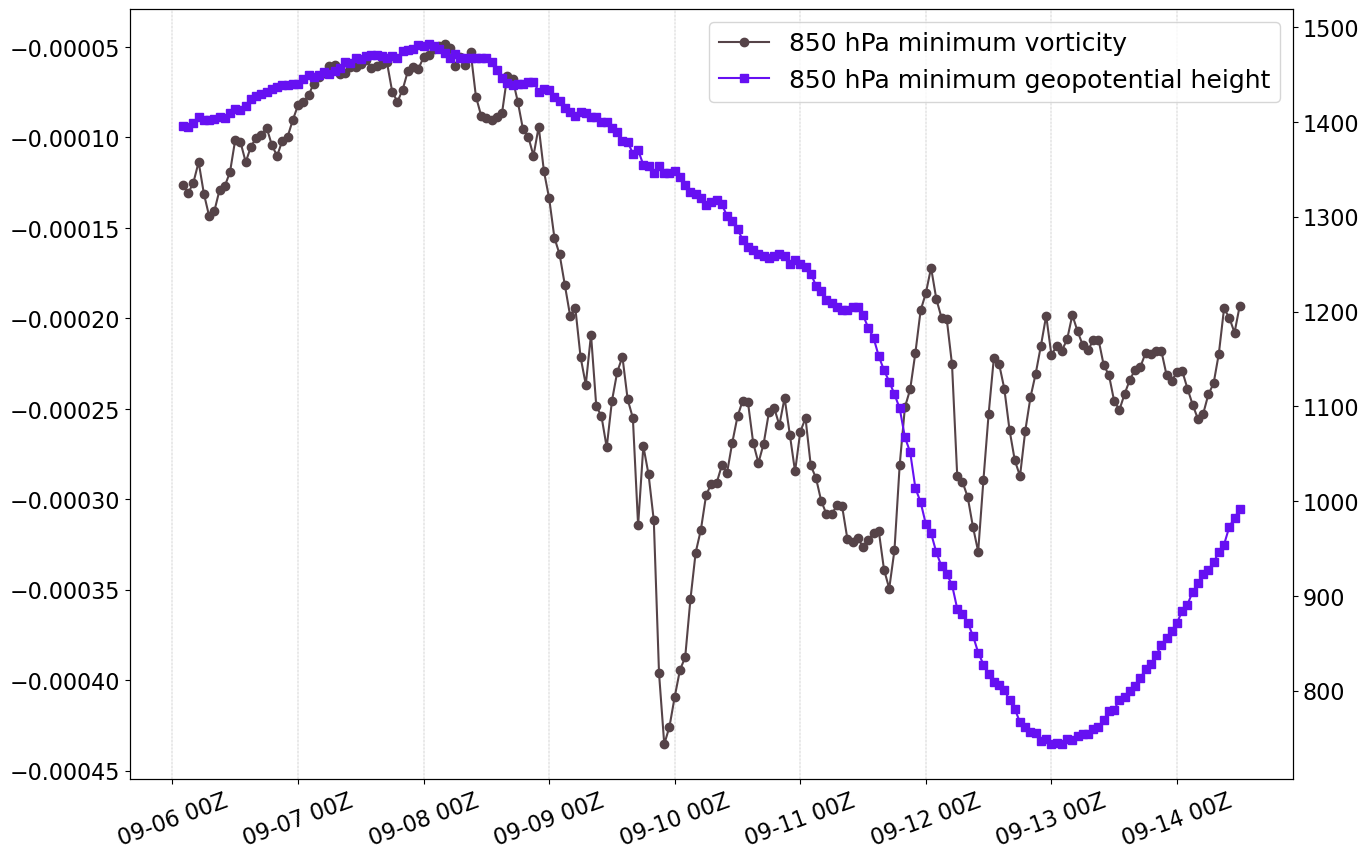 850 hPa minimum vorticity
850 hPa minimum geopotential height
−0.00005
−0.00010
−0.00015
−0.00020
−0.00025
−0.00030
−0.00035
−0.00040
−0.00045
1500
1400
1300
1200
1100
1000
900
800
09-06 00Z
09-07 00Z
09-08 00Z
09-09 00Z
09-10 00Z
09-11 00Z
09-12 00Z
09-13 00Z
09-14 00Z